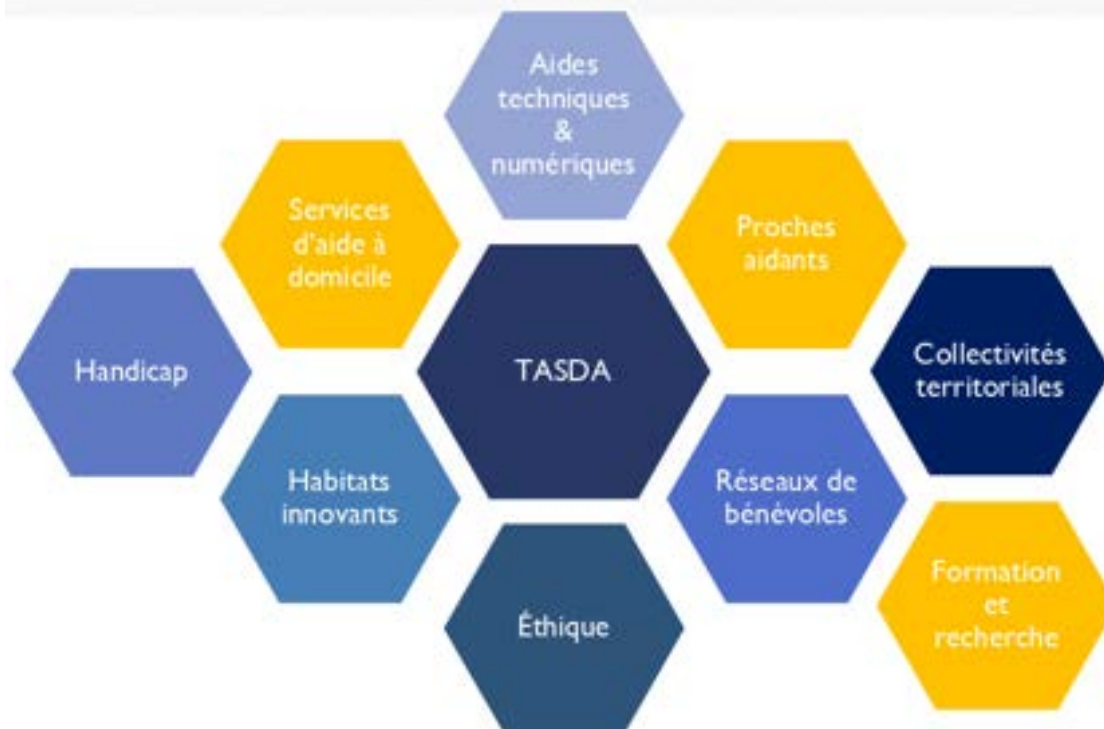 Aides
techniques
&
numériques
Services
d'aide à
domicile
Proches
aidants
Handicap
TASDA
Collectivités
territoriales
Habitats
innovants
Réseaux de
bénévoles
Éthique
Formation
et
recherche